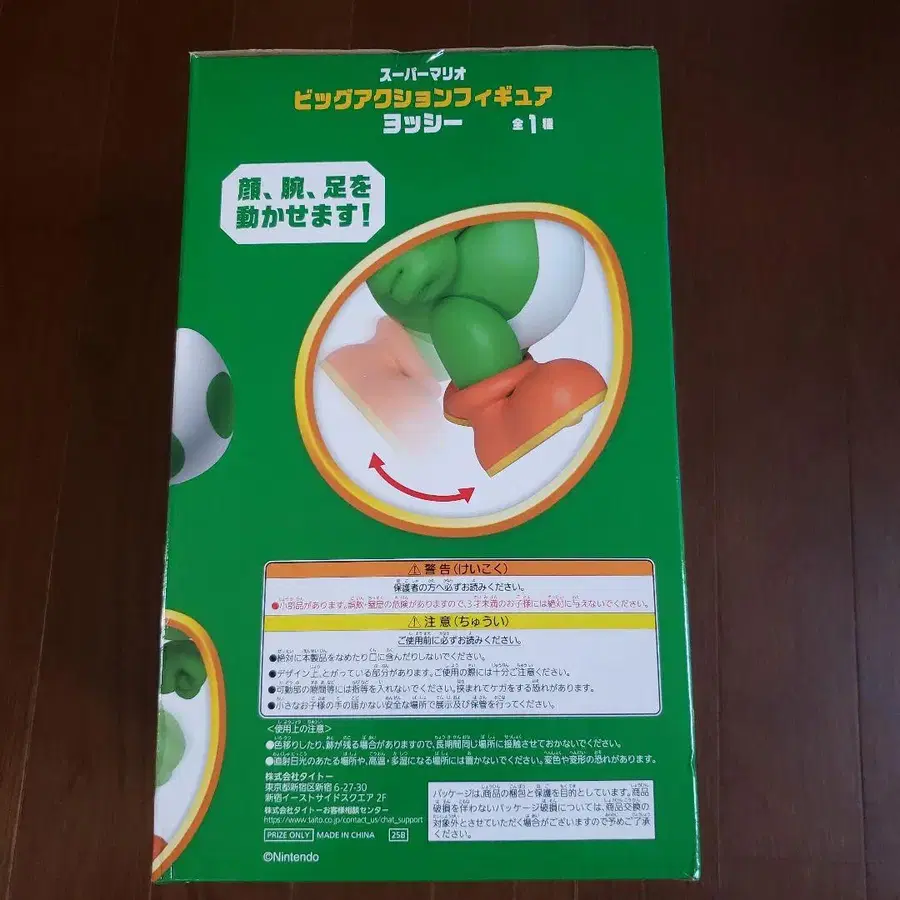 スーパーマリオ
ビッグアクションフィギュア
ヨッシー 全1種
顔、腕、足を
動かせます!
⚠警告(けいこく)
保護者の方へ必ずお読みください。
●小部品があります。誤飲・窒息の危険がありますので、3才未満のお子様には絶対に与えないでください。
⚠注意(ちゅうい)
ご使用前に必ずお読みください。
●絶対に本製品をなめたり口に含んだりしないでください。
●デザイン上、とがっている部分があります。ご使用の際には十分ご注意ください。
●可動部の隙間等には指等を入れないでください。挟まれてケガをする恐れがあります。
●小さなお子様の手の届かない安全な場所で展示及び保管を行ってください。
<使用上の注意>
●色移りしたり、跡が残る場合がありますので、長期間同じ場所に接触させておかないでください。
●直射日光のあたる場所や、高温・多湿になる場所には置かないでください。変色や変形の恐れがあります。
株式会社タイトー
東京都新宿区新宿 6-27-30
新宿イーストサイドスクエア 2F
株式会社タイトーお客様相談センター
https://www.taito.co.jp/contact_us/chat_support
PRIZE ONLY MADE IN CHINA 25B
©Nintendo
パッケージは、商品の梱包と保護を目的としています。商品
破損を伴わないパッケージ破損については、商品交換の
対象外とさせていただく場合がございますので予めご了承
ください。